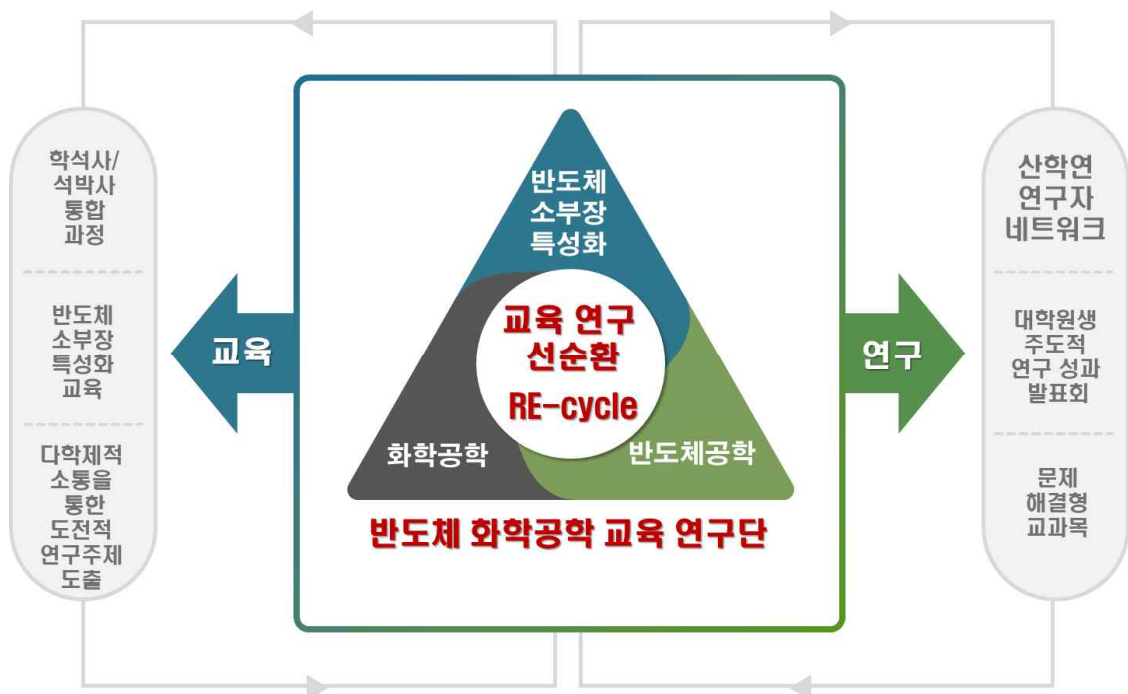 학석사/
석박사
통합
과정
반도체
소부장
특성화
교육
다학제적
소통을
통한
도전적
연구주제
도출
교육
반도체
소부장
특성화
교육 연구
선순환
RE-cycle
화학공학
반도체공학
반도체 화학공학 교육 연구단
연구
산학연
연구자
네트워크
대학원생
주도적
연구 성과
발표회
문제
해결형
교과목